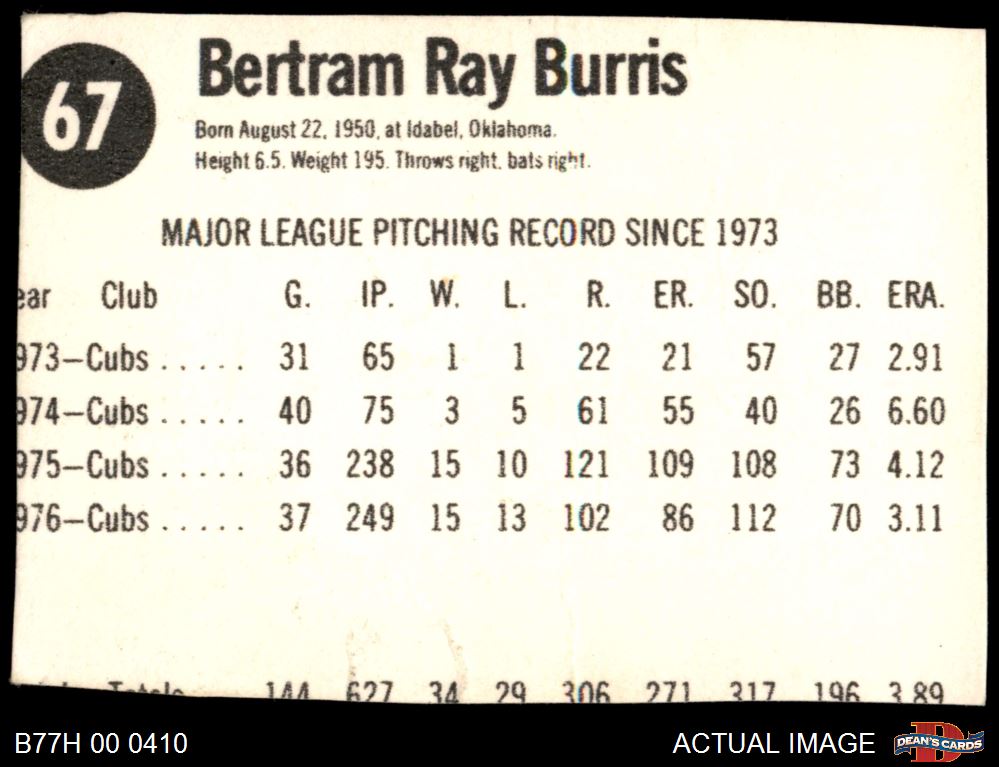 67
Bertram Ray Burris
Born August 22, 1950, at Idabel, Oklahoma.
Height 6.5. Weight 195. Throws right, bats right.
MAJOR LEAGUE PITCHING RECORD SINCE 1973
ear Club G. IP. W. L. R. ER. SO. BB. ERA.
973—Cubs ..... 31 65 1 1 22 21 57 27 2.91
974—Cubs ..... 40 75 3 5 61 55 40 26 6.60
975—Cubs ..... 36 238 15 10 121 109 108 73 4.12
976—Cubs ..... 37 249 15 13 102 86 112 70 3.11
Totals 144 627 34 29 306 271 317 196 3.89
B77H 00 0410
ACTUAL IMAGE
DEAN'S CARDS